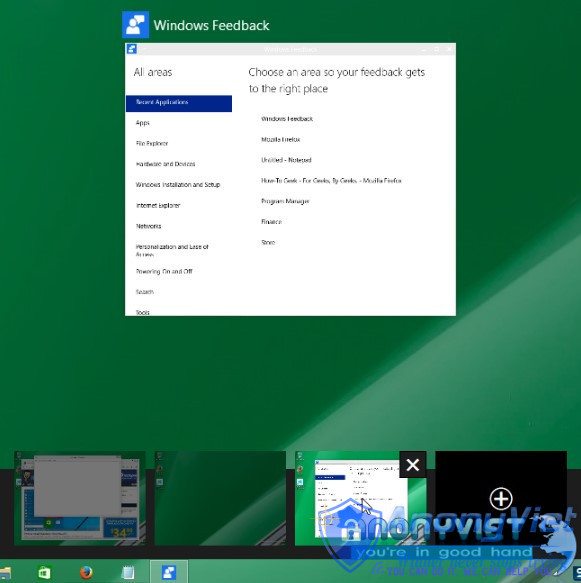 Windows Feedback
Windows Feedback
All areas
Recent Applications
Apps
File Explorer
Hardware and Devices
Windows Installation and Setup
Internet Explorer
Networks
Personalization and Ease of
Access
Powering On and Off
Search
Tools
Choose an area so your feedback gets
to the right place
Windows Feedback
Mozilla Firefox
Untitled - Notepad
How-To Geek - For Geeks, By Geeks. - Mozilla Firefox
Program Manager
Finance
Store
AnonyViet
ANONYVIET
you're in good hand